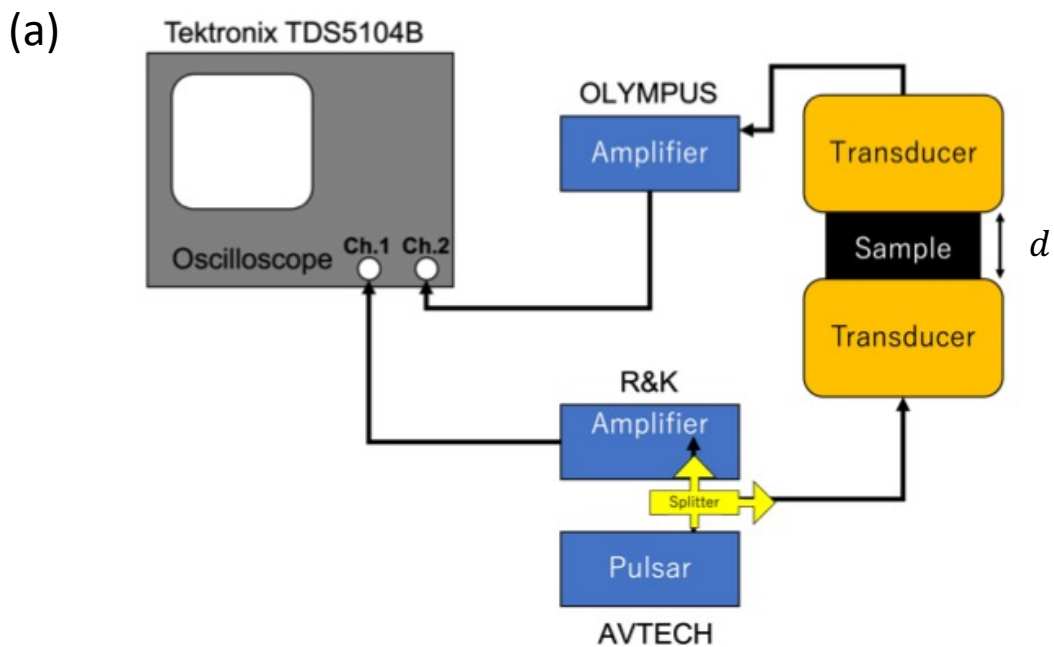 (a)
Tektronix TDS5104B
OLYMPUS
Amplifier
Transducer
Ch.1 Ch.2
Oscilloscope
Sample
d
Transducer
R&K
Amplifier
Splitter
Pulsar
AVTECH